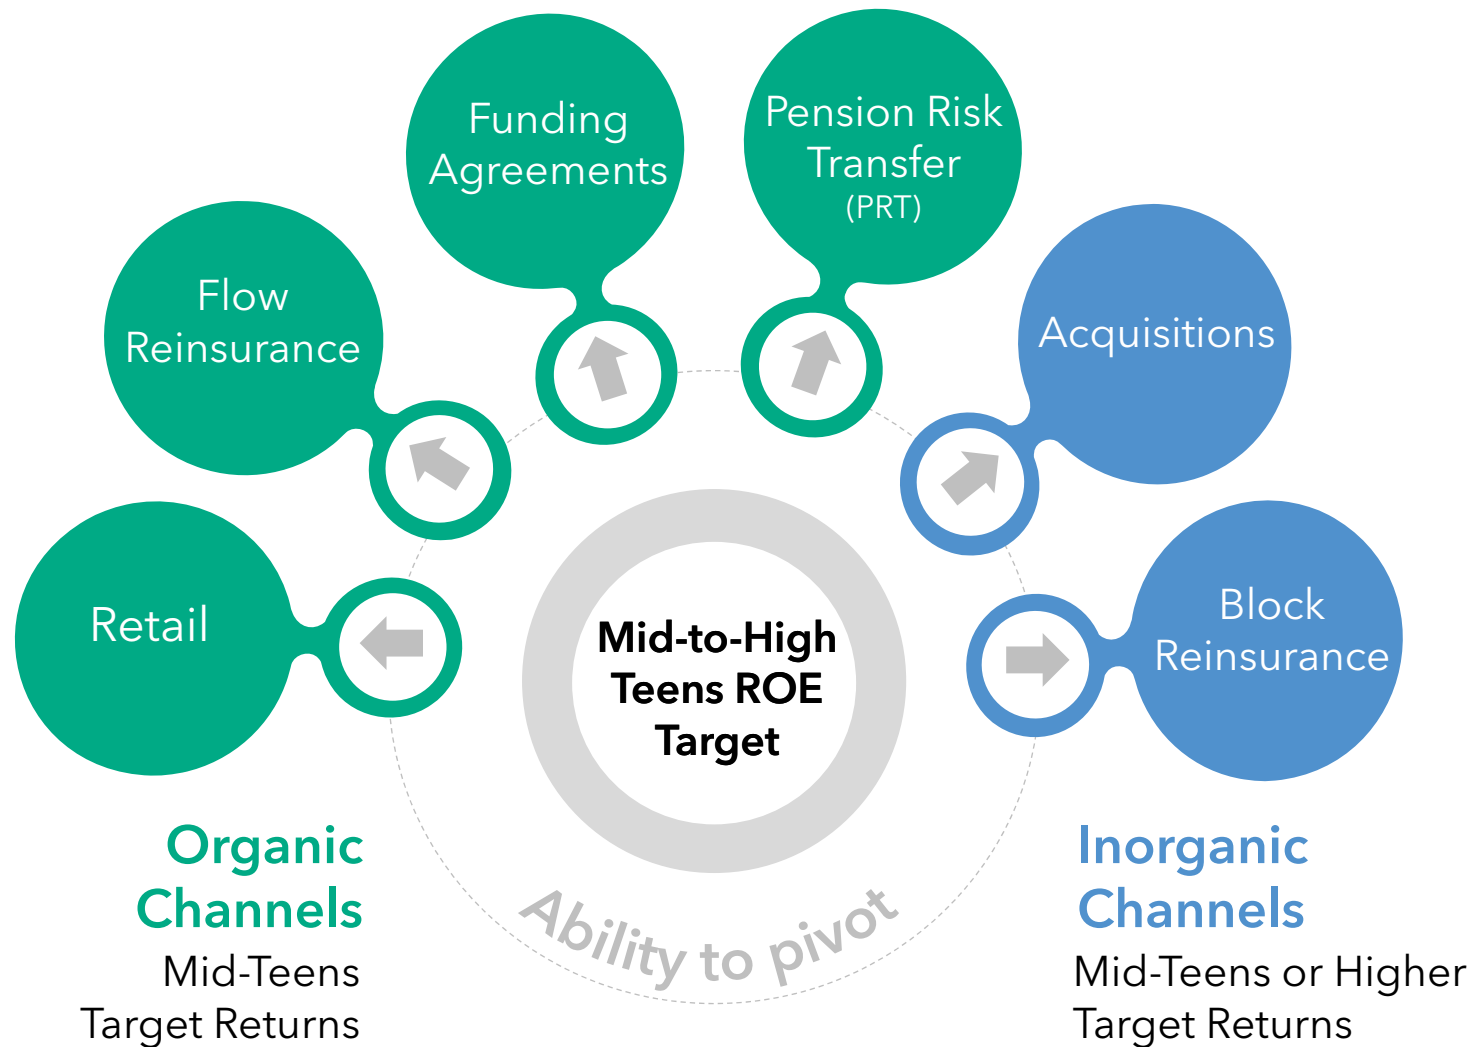 Funding
Agreements
Pension Risk
Transfer
(PRT)
Flow
Reinsurance
Acquisitions
Retail
Block
Reinsurance
Mid-to-High
Teens ROE
Target
Ability to pivot
Organic
Channels
Mid-Teens
Target Returns
Inorganic
Channels
Mid-Teens or Higher
Target Returns